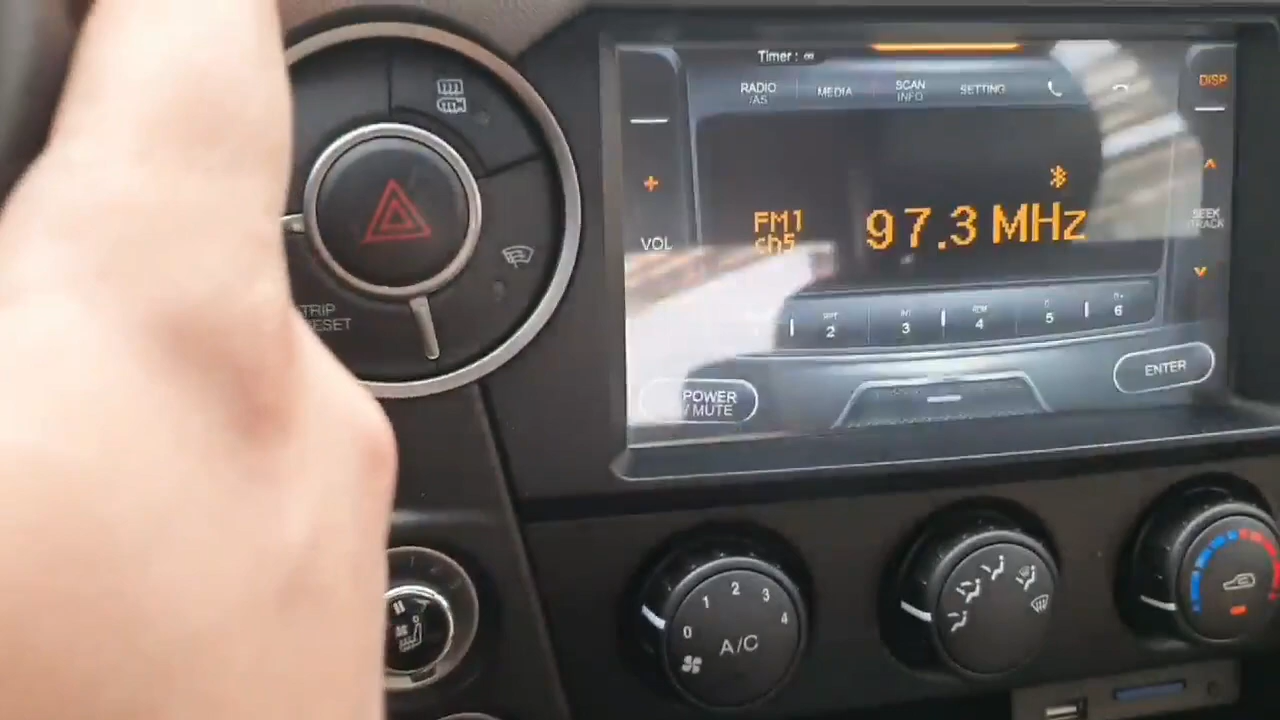 Timer : ∞
RADIO
/AS
MEDIA
SCAN
INFO
SETTING
DISP
VOL
FM1
ch5
97.3 MHz
SEEK
TRACK
2
3
4
5
6
POWER
/ MUTE
ENTER
TRIP
RESET
0 1 2 3 4
A/C